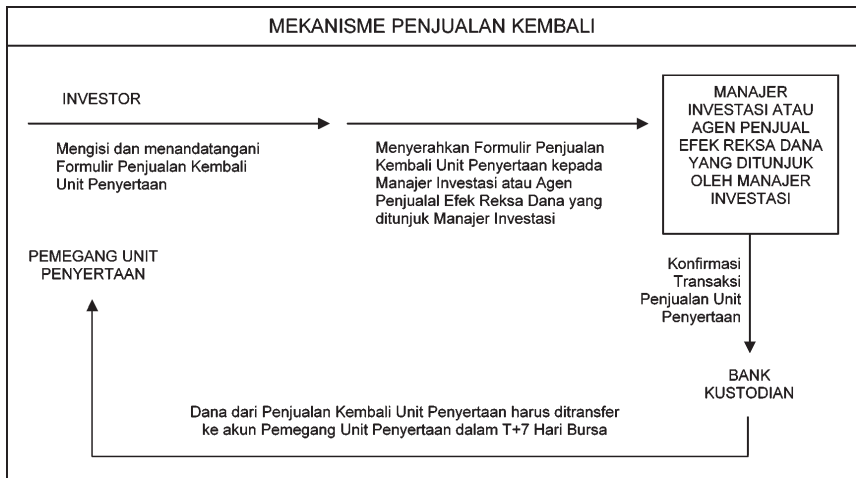 MEKANISME PENJUALAN KEMBALI
INVESTOR
Mengisi dan menandatangani
Formulir Penjualan Kembali
Unit Penyertaan
Menyerahkan Formulir Penjualan
Kembali Unit Penyertaan kepada
Manajer Investasi atau Agen
Penjualal Efek Reksa Dana yang
ditunjuk Manajer Investasi
MANAJER
INVESTASI ATAU
AGEN PENJUAL
EFEK REKSA DANA
YANG DITUNJUK
OLEH MANAJER
INVESTASI
PEMEGANG UNIT
PENYERTAAN
Konfirmasi
Transaksi
Penjualan Unit
Penyertaan
BANK
KUSTODIAN
Dana dari Penjualan Kembali Unit Penyertaan harus ditransfer
ke akun Pemegang Unit Penyertaan dalam T+7 Hari Bursa